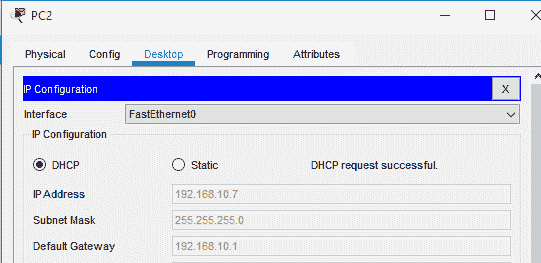 PC2
Physical Config Desktop Programming Attributes
IP Configuration X
Interface FastEthernet0
IP Configuration
DHCP Static DHCP request successful.
IP Address 192.168.10.7
Subnet Mask 255.255.255.0
Default Gateway 192.168.10.1